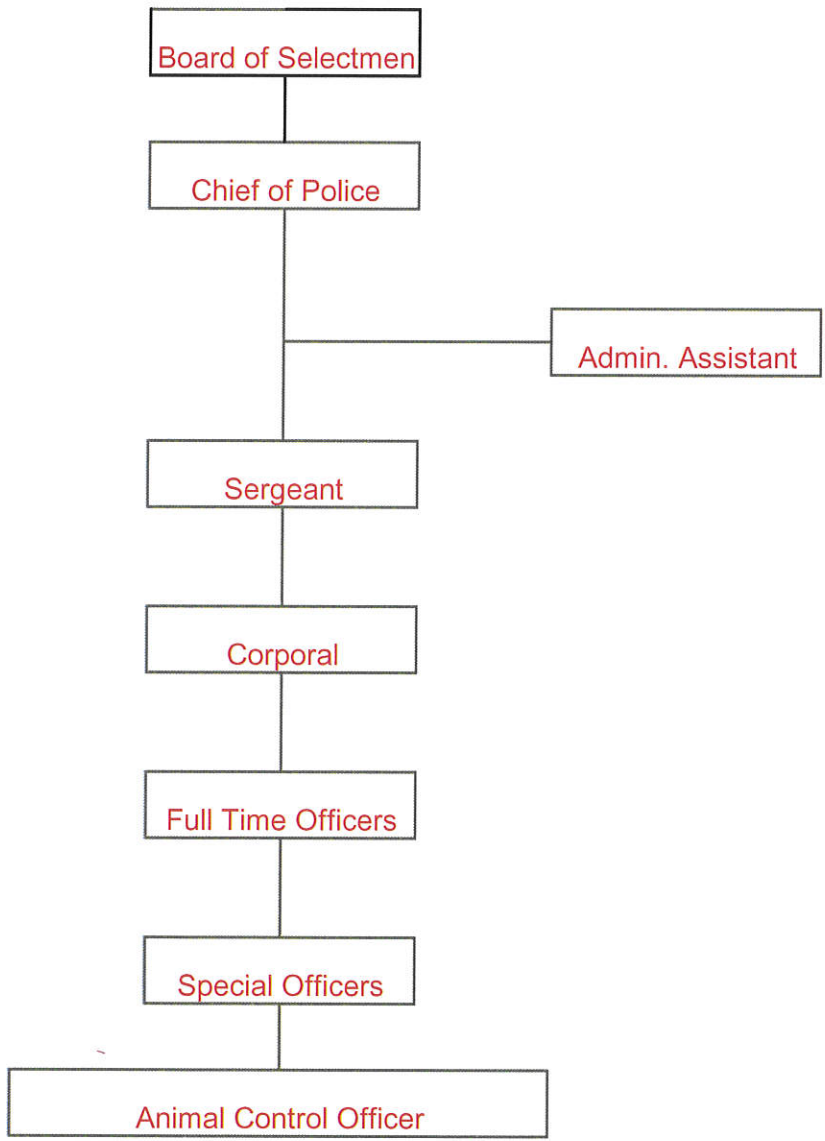 Board of Selectmen
Chief of Police
Admin. Assistant
Sergeant
Corporal
Full Time Officers
Special Officers
Animal Control Officer